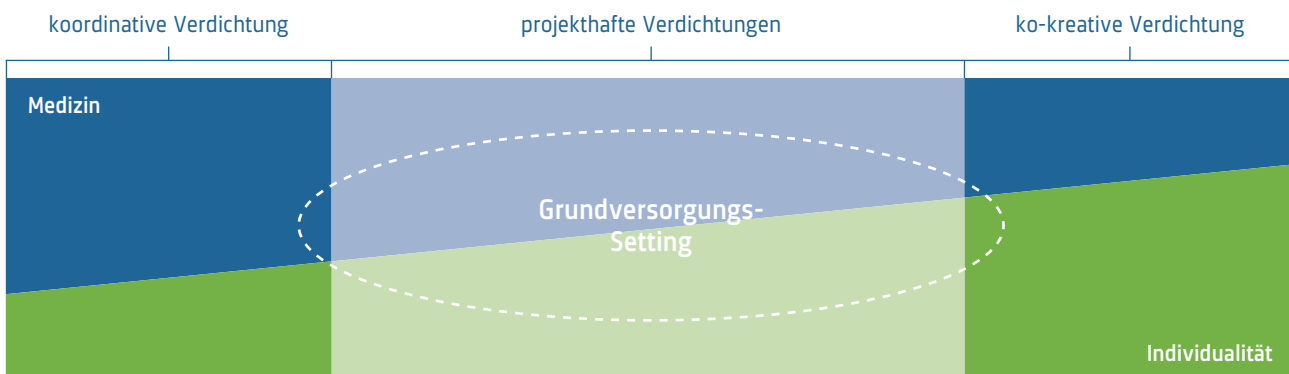 koordinative Verdichtung
projekthafte Verdichtungen
ko-kreative Verdichtung
Medizin
Grundversorgungs-
Setting
Individualität